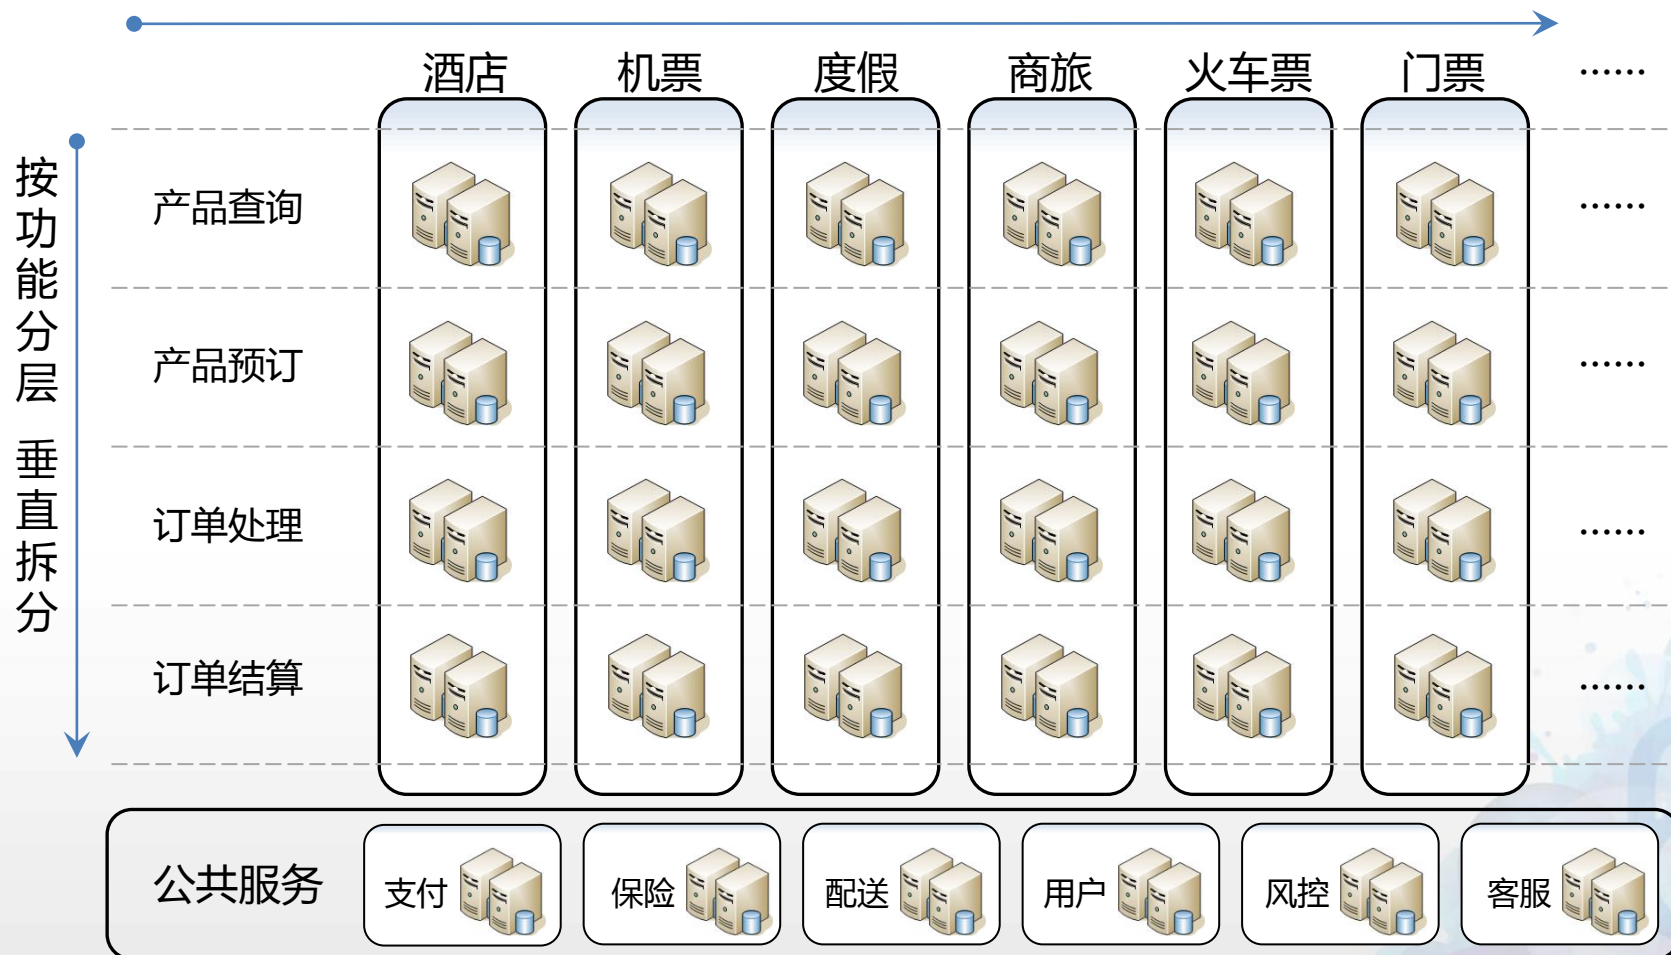 酒店 机票 度假 商旅 火车票 门票 ……
按功能分层 垂直拆分
产品查询 ……
产品预订 ……
订单处理 ……
订单结算 ……
公共服务 支付 保险 配送 用户 风控 客服